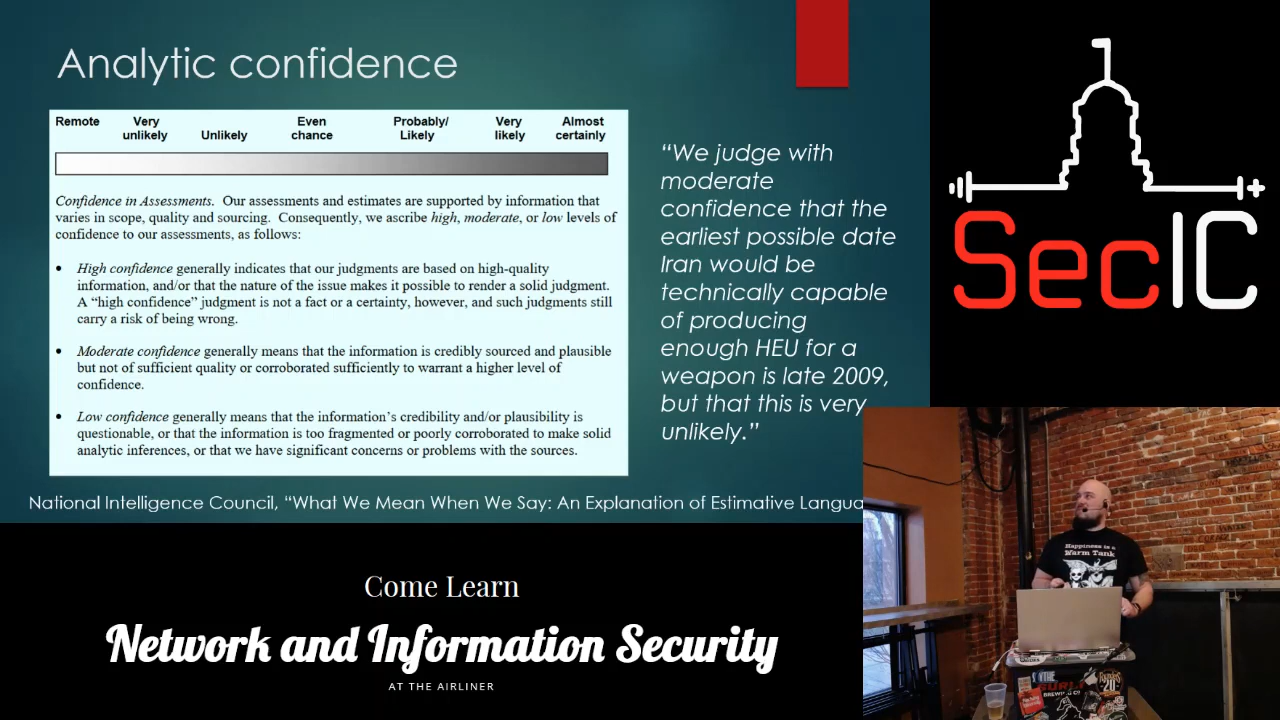 Analytic confidence
Remote Very unlikely Unlikely Even chance Probably/ Likely Very likely Almost certainly
Confidence in Assessments. Our assessments and estimates are supported by information that
varies in scope, quality and sourcing. Consequently, we ascribe high, moderate, or low levels of
confidence to our assessments, as follows:
• High confidence generally indicates that our judgments are based on high-quality
information, and/or that the nature of the issue makes it possible to render a solid judgment.
A “high confidence” judgment is not a fact or a certainty, however, and such judgments still
carry a risk of being wrong.
• Moderate confidence generally means that the information is credibly sourced and plausible
but not of sufficient quality or corroborated sufficiently to warrant a higher level of
confidence.
• Low confidence generally means that the information’s credibility and/or plausibility is
questionable, or that the information is too fragmented or poorly corroborated to make solid
analytic inferences, or that we have significant concerns or problems with the sources.
“We judge with
moderate
confidence that the
earliest possible date
Iran would be
technically capable
of producing
enough HEU for a
weapon is late 2009,
but that this is very
unlikely.”
National Intelligence Council, “What We Mean When We Say: An Explanation of Estimative Langua
SecIC
Come Learn
Network and Information Security
AT THE AIRLINER
Happiness is a
Warm Tank